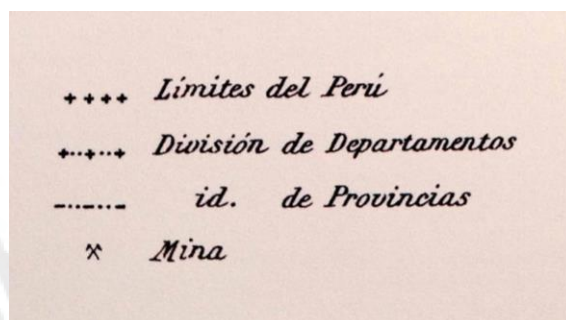 Límites del Perú
División de Departamentos
id. de Provincias
Mina